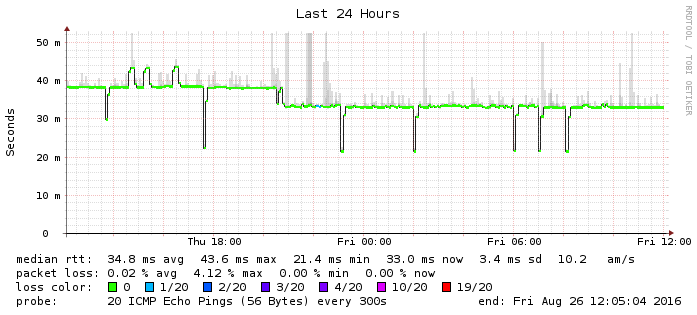 Last 24 Hours
RRDTOOL / TOBI OETIKER
Seconds
50 m
40 m
30 m
20 m
10 m
0
Thu 18:00 Fri 00:00 Fri 06:00 Fri 12:00
median rtt: 34.8 ms avg 43.6 ms max 21.4 ms min 33.0 ms now 3.4 ms sd 10.2 am/s
packet loss: 0.02 % avg 4.12 % max 0.00 % min 0.00 % now
loss color: 0 1/20 2/20 3/20 4/20 10/20 19/20
probe: 20 ICMP Echo Pings (56 Bytes) every 300s end: Fri Aug 26 12:05:04 2016